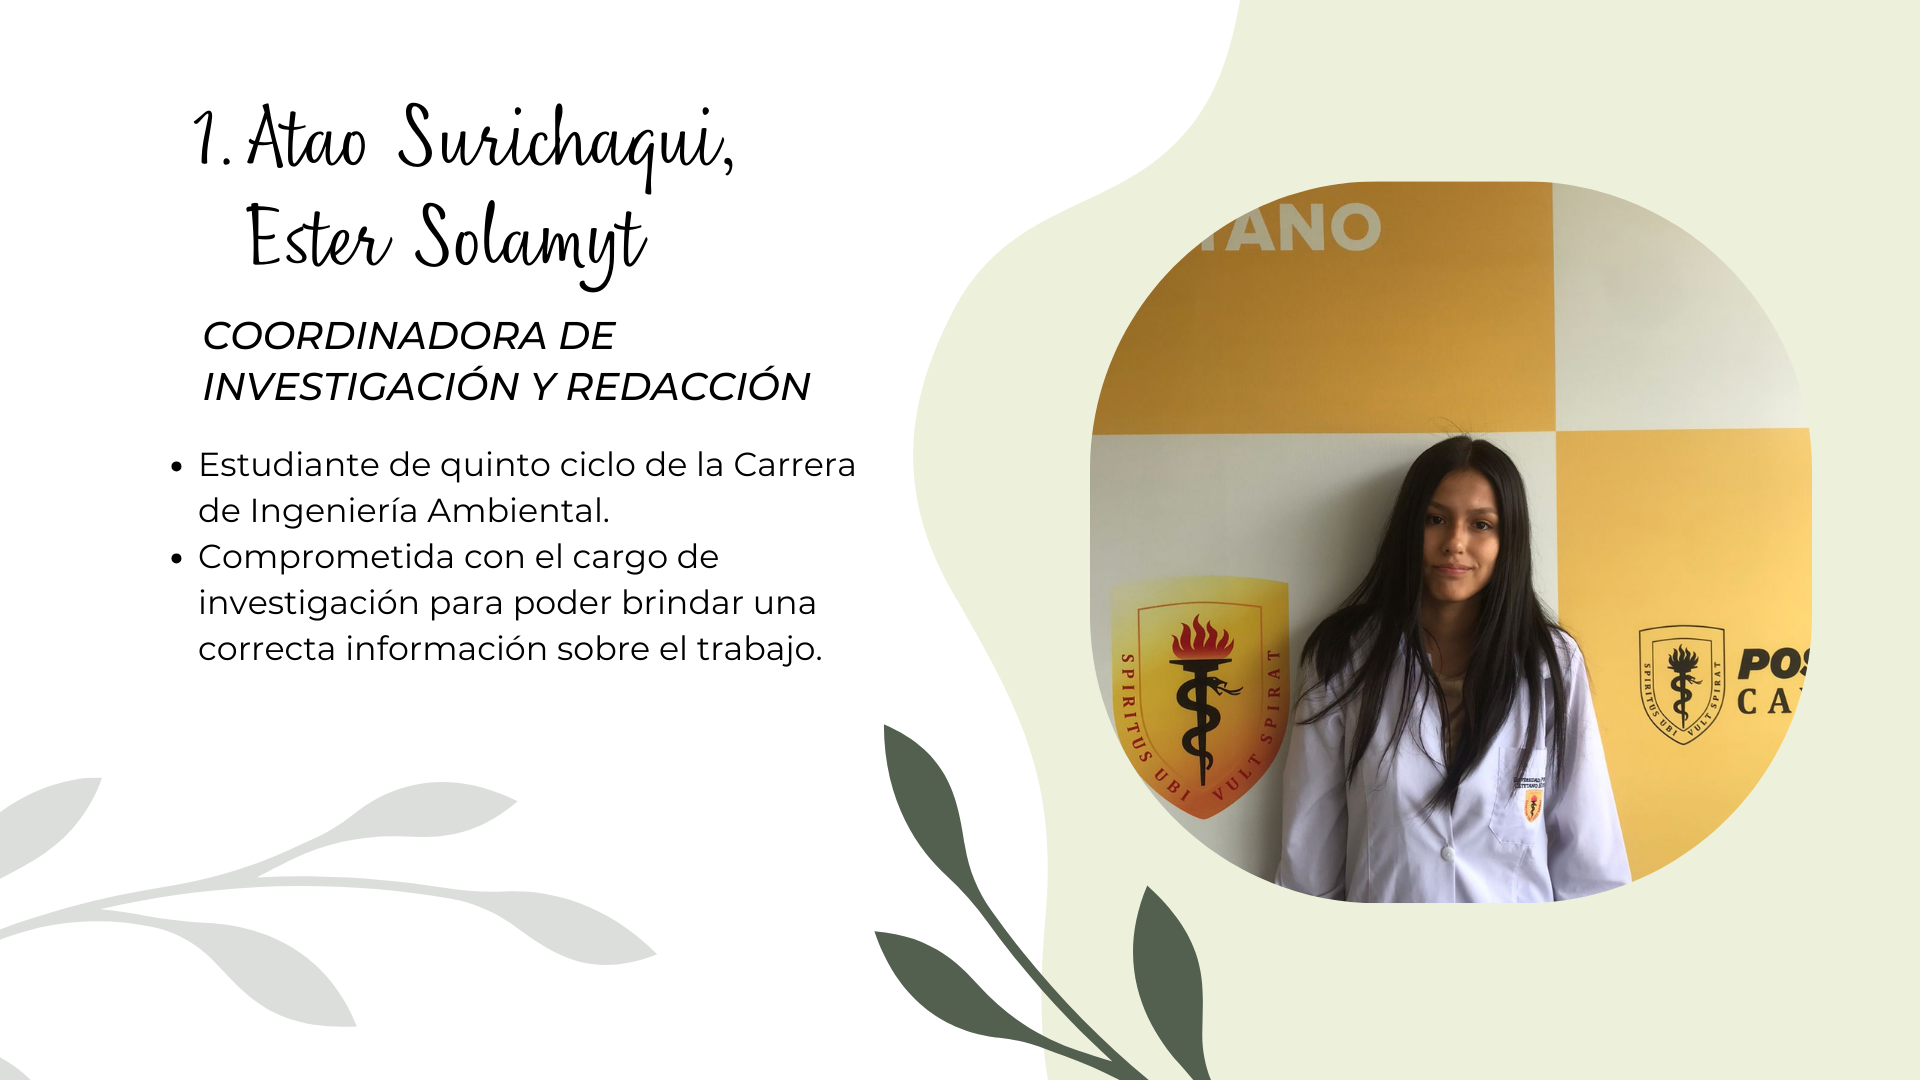 1. Atao Surichaqui,
Ester Solamyt
COORDINADORA DE
INVESTIGACIÓN Y REDACCIÓN
Estudiante de quinto ciclo de la Carrera
de Ingeniería Ambiental.
Comprometida con el cargo de
investigación para poder brindar una
correcta información sobre el trabajo.
TANO
SPIRITUS UBI VULT SPIRAT
SPIRITUS UBI VULT SPIRAT
POS
CA